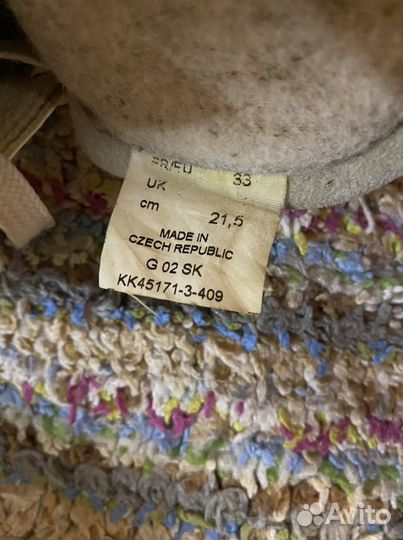 FR/EU 33
UK
cm 21,5
MADE IN
CZECH REPUBLIC
G 02 SK
KK45171-3-409
Avito